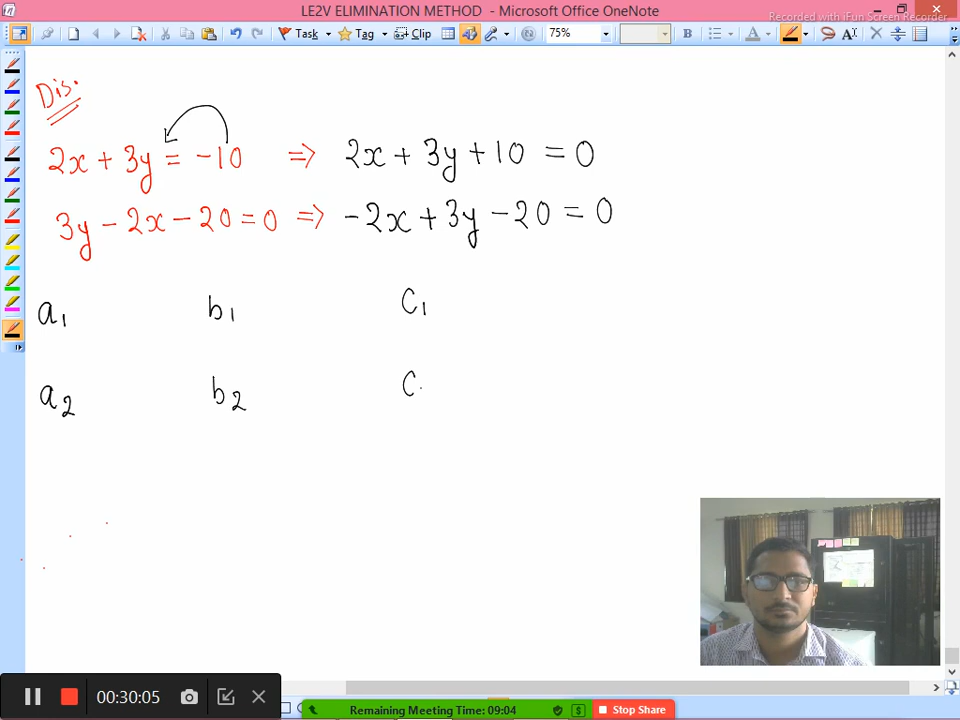 LE2V ELIMINATION METHOD - Microsoft Office OneNote
Recorded with iFun Screen Recorder
Task Tag Clip 75% B A
Dis:
2x + 3y = -10 => 2x + 3y + 10 = 0
3y - 2x - 20 = 0 => -2x + 3y - 20 = 0
a1 b1 C1
a2 b2 C
00:30:05
Remaining Meeting Time: 09:04 Stop Share